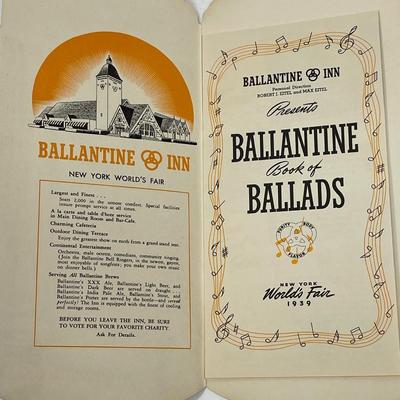 BALLANTINE INN
NEW YORK WORLD'S FAIR
Largest and Finest . . .
Seats 2,000 in the utmost comfort. Special facilities
insure prompt service at all times.
A la carte and table d'hote service
in Main Dining Room and Bar-Cafe.
Charming Cafeteria
Outdoor Dining Terrace
Enjoy the greatest show on earth from a grand stand seat.
Continental Entertainment
Orchestra, male octette, comedians, community singing.
(Join the Ballantine Bell Ringers, in the newest, gayest,
most enjoyable of songfests; you make your own music
on dinner bells.)
Serving All Ballantine Brews
Ballantine's XXX Ale, Ballantine's Light Beer, and
Ballantine's Dark Beer are served on draught . . .
Ballantine's India Pale Ale, Ballantine's Stout, and
Ballantine's Porter are served by the bottle—and served
perfectly! The Inn is equipped with the finest of cooling
and storage rooms.
BEFORE YOU LEAVE THE INN, BE SURE
TO VOTE FOR YOUR FAVORITE CHARITY.
Ask For Details.
BALLANTINE INN
Personal Direction
ROBERT J. EITEL and MAX EITEL
Presents
BALLANTINE
Book of
BALLADS
PURITY BODY
FLAVOR
NEW YORK
World's Fair
1939